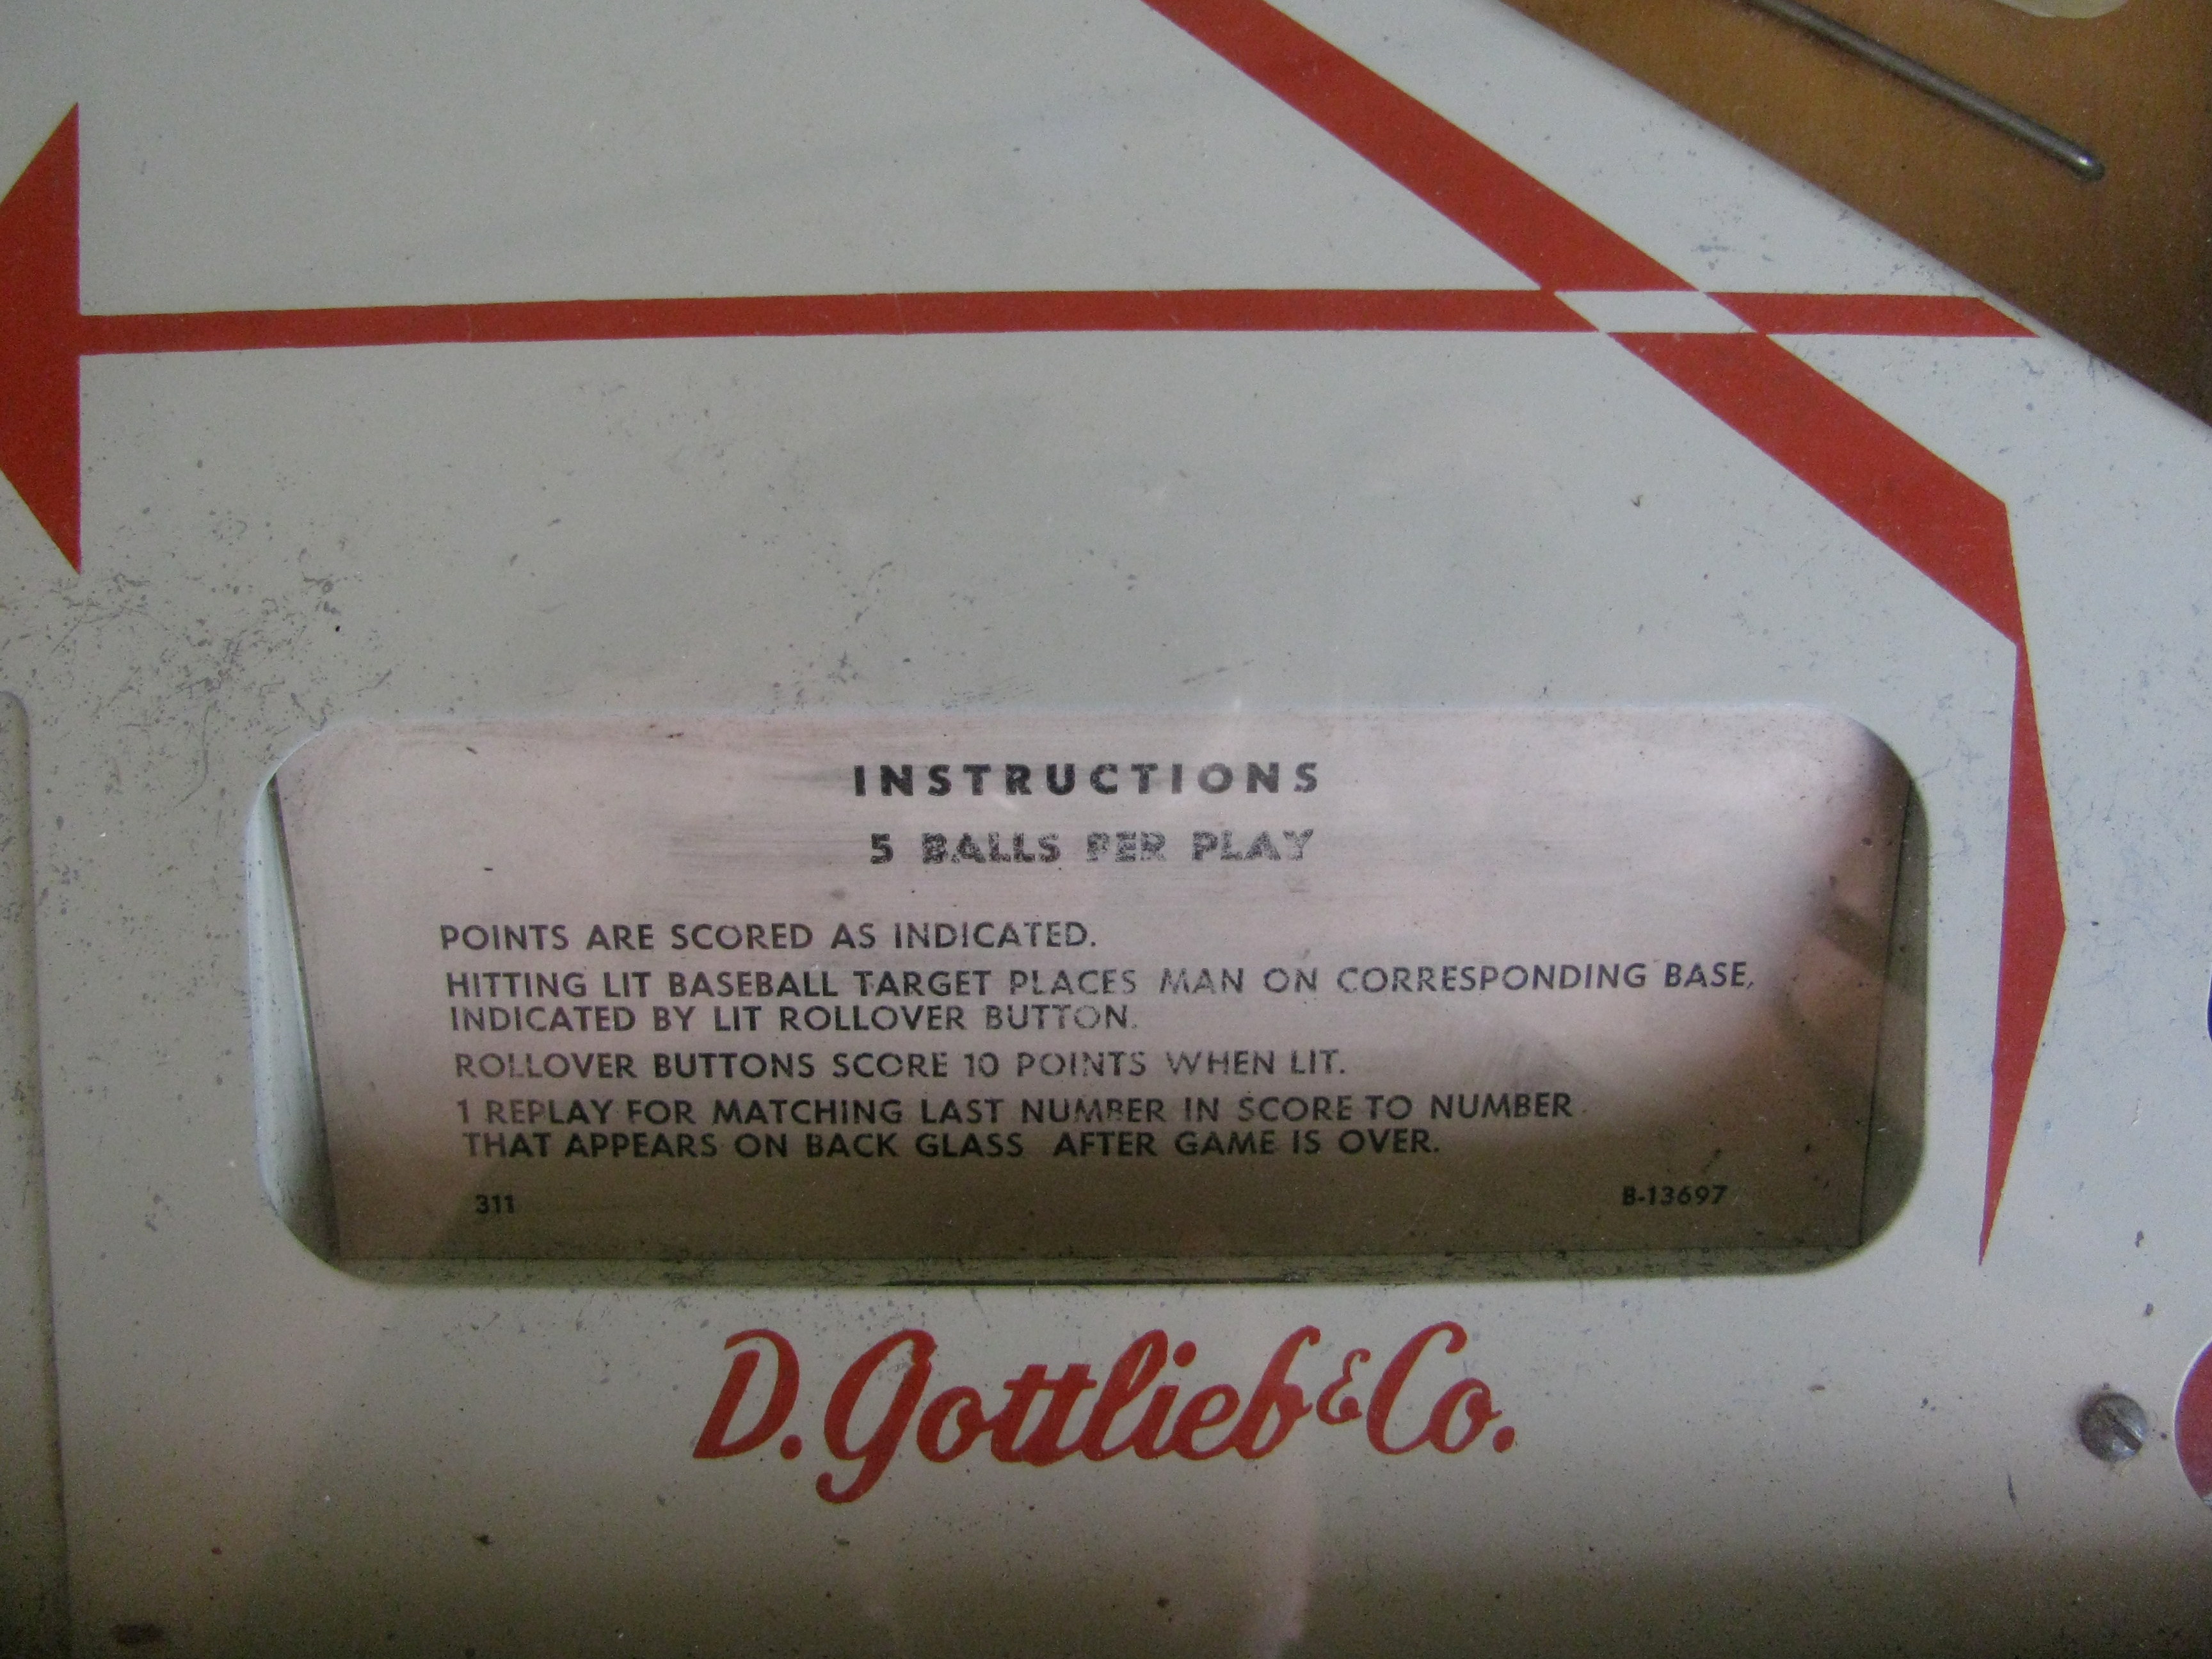 INSTRUCTIONS
5 BALLS PER PLAY
POINTS ARE SCORED AS INDICATED.
HITTING LIT BASEBALL TARGET PLACES MAN ON CORRESPONDING BASE,
INDICATED BY LIT ROLLOVER BUTTON.
ROLLOVER BUTTONS SCORE 10 POINTS WHEN LIT.
1 REPLAY FOR MATCHING LAST NUMBER IN SCORE TO NUMBER
THAT APPEARS ON BACK GLASS AFTER GAME IS OVER.
311 B-13697
D. Gottlieb & Co.